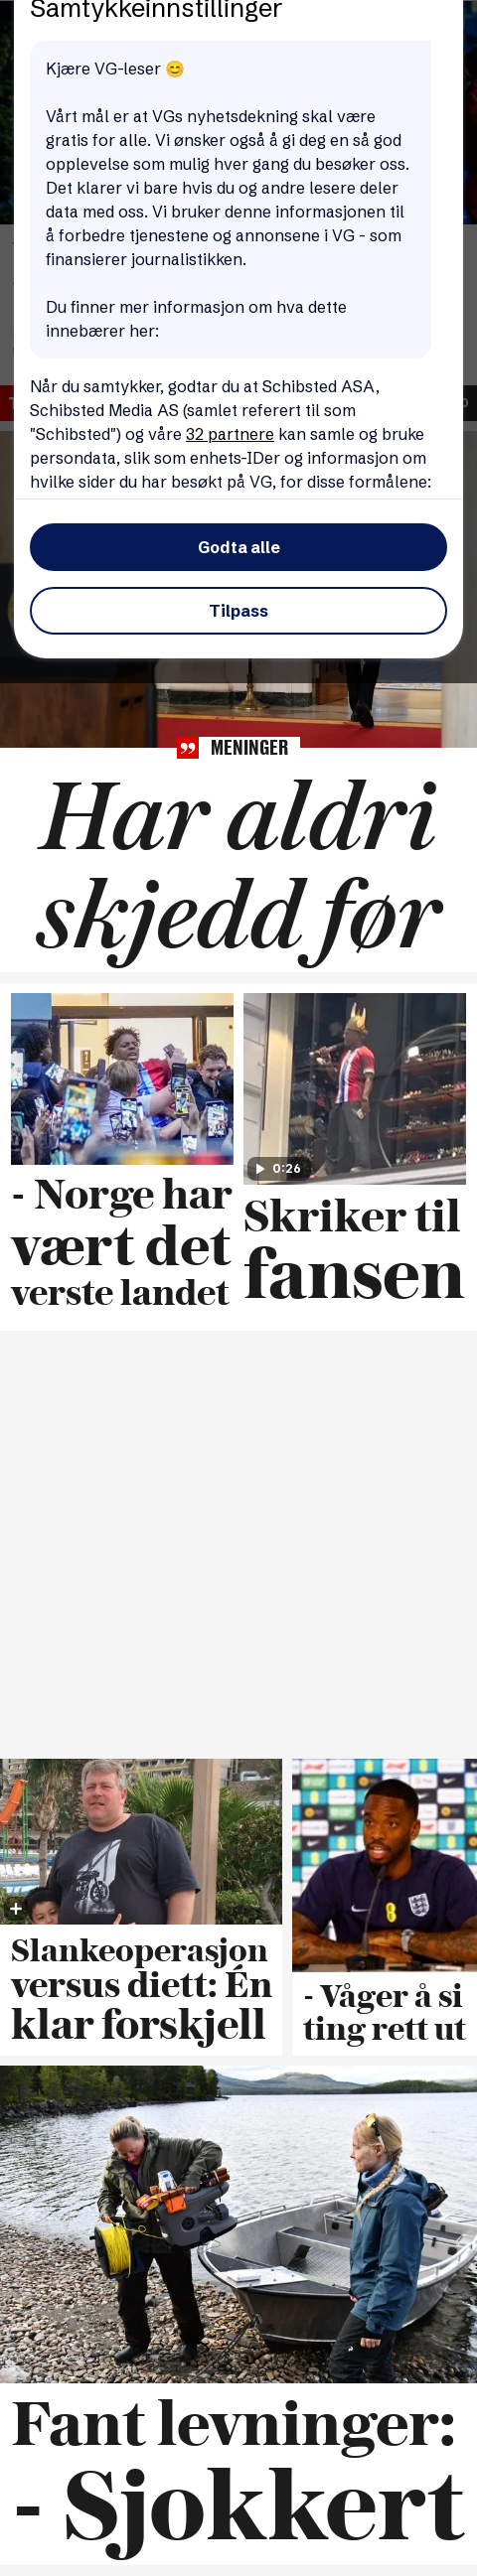 Samtykkeinnstillinger
Kjære VG-leser 😊
Vårt mål er at VGs nyhetsdekning skal være
gratis for alle. Vi ønsker også å gi deg en så god
opplevelse som mulig hver gang du besøker oss.
Det klarer vi bare hvis du og andre lesere deler
data med oss. Vi bruker denne informasjonen til
å forbedre tjenestene og annonsene i VG - som
finansierer journalistikken.
Du finner mer informasjon om hva dette
innebærer her:
Når du samtykker, godtar du at Schibsted ASA,
Schibsted Media AS (samlet referert til som
"Schibsted") og våre 32 partnere kan samle og bruke
persondata, slik som enhets-IDer og informasjon om
hvilke sider du har besøkt på VG, for disse formålene:
Godta alle
Tilpass
MENINGER
Har aldri
skjedd før
0:26
- Norge har
vært det
verste landet
Skriker til
fansen
Slankeoperasjon
versus diett: Én
klar forskjell
- Våger å si
ting rett ut
Fant levninger:
- Sjokkert